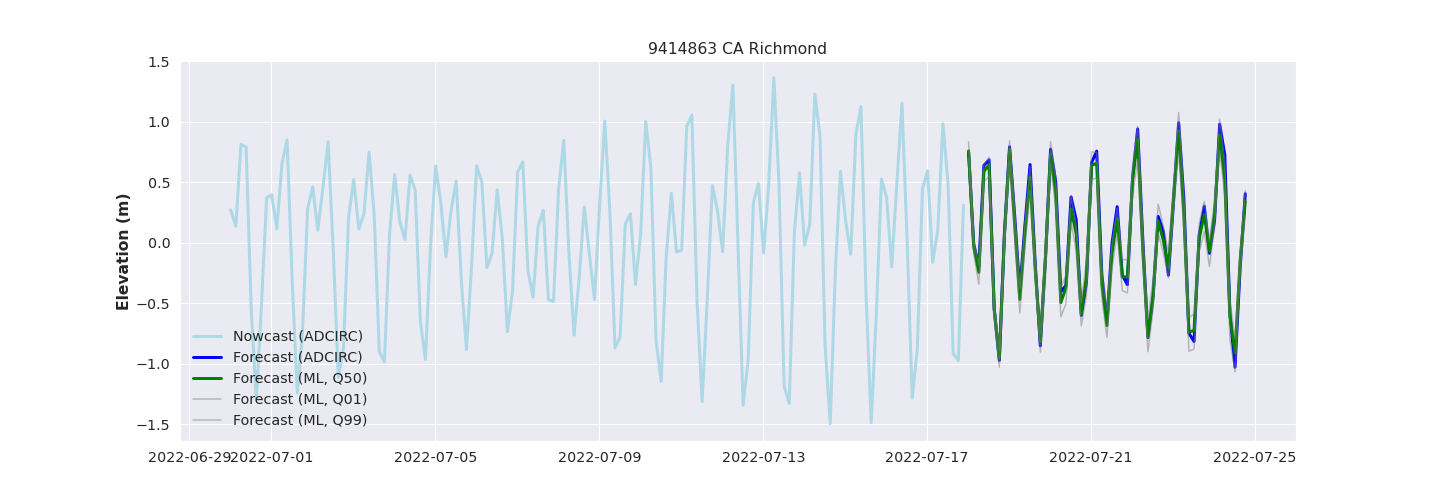 9414863 CA Richmond
Elevation (m)
1.5
1.0
0.5
0.0
−0.5
−1.0
−1.5
Nowcast (ADCIRC)
Forecast (ADCIRC)
Forecast (ML, Q50)
Forecast (ML, Q01)
Forecast (ML, Q99)
2022-06-29 2022-07-01 2022-07-05 2022-07-09 2022-07-13 2022-07-17 2022-07-21 2022-07-25